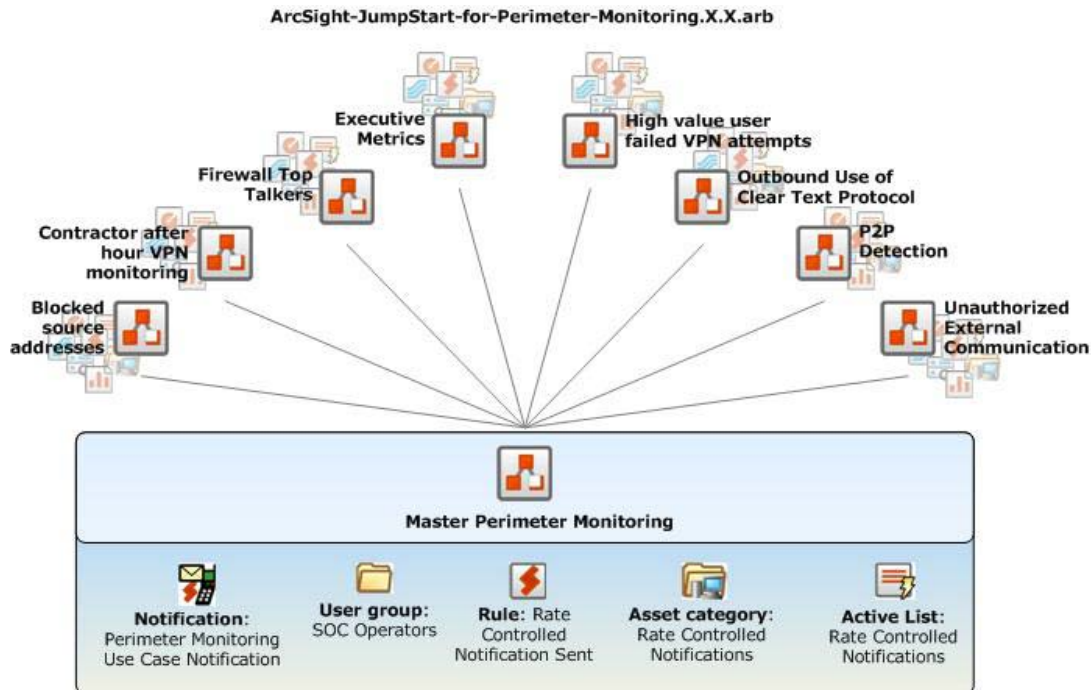 ArcSight-JumpStart-for-Perimeter-Monitoring.X.X.arb
Executive
Metrics
High value user
failed VPN attempts
Firewall Top
Talkers
Outbound Use of
Clear Text Protocol
Contractor after
hour VPN
monitoring
P2P
Detection
Blocked
source
addresses
Unauthorized
External
Communication
Master Perimeter Monitoring
Notification:
Perimeter Monitoring
Use Case Notification
User group:
SOC Operators
Rule: Rate
Controlled
Notification Sent
Asset category:
Rate Controlled
Notifications
Active List:
Rate Controlled
Notifications